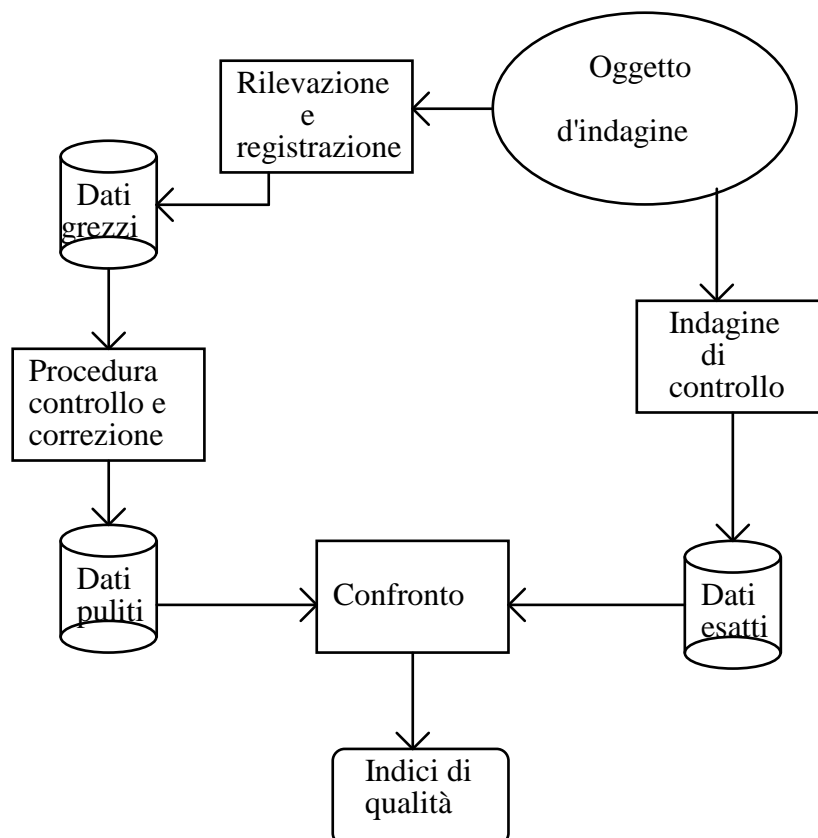 Oggetto
d'indagine
Rilevazione
e
registrazione
Dati
grezzi
Indagine
di
controllo
Procedura
controllo e
correzione
Dati
puliti
Confronto
Dati
esatti
Indici di
qualità